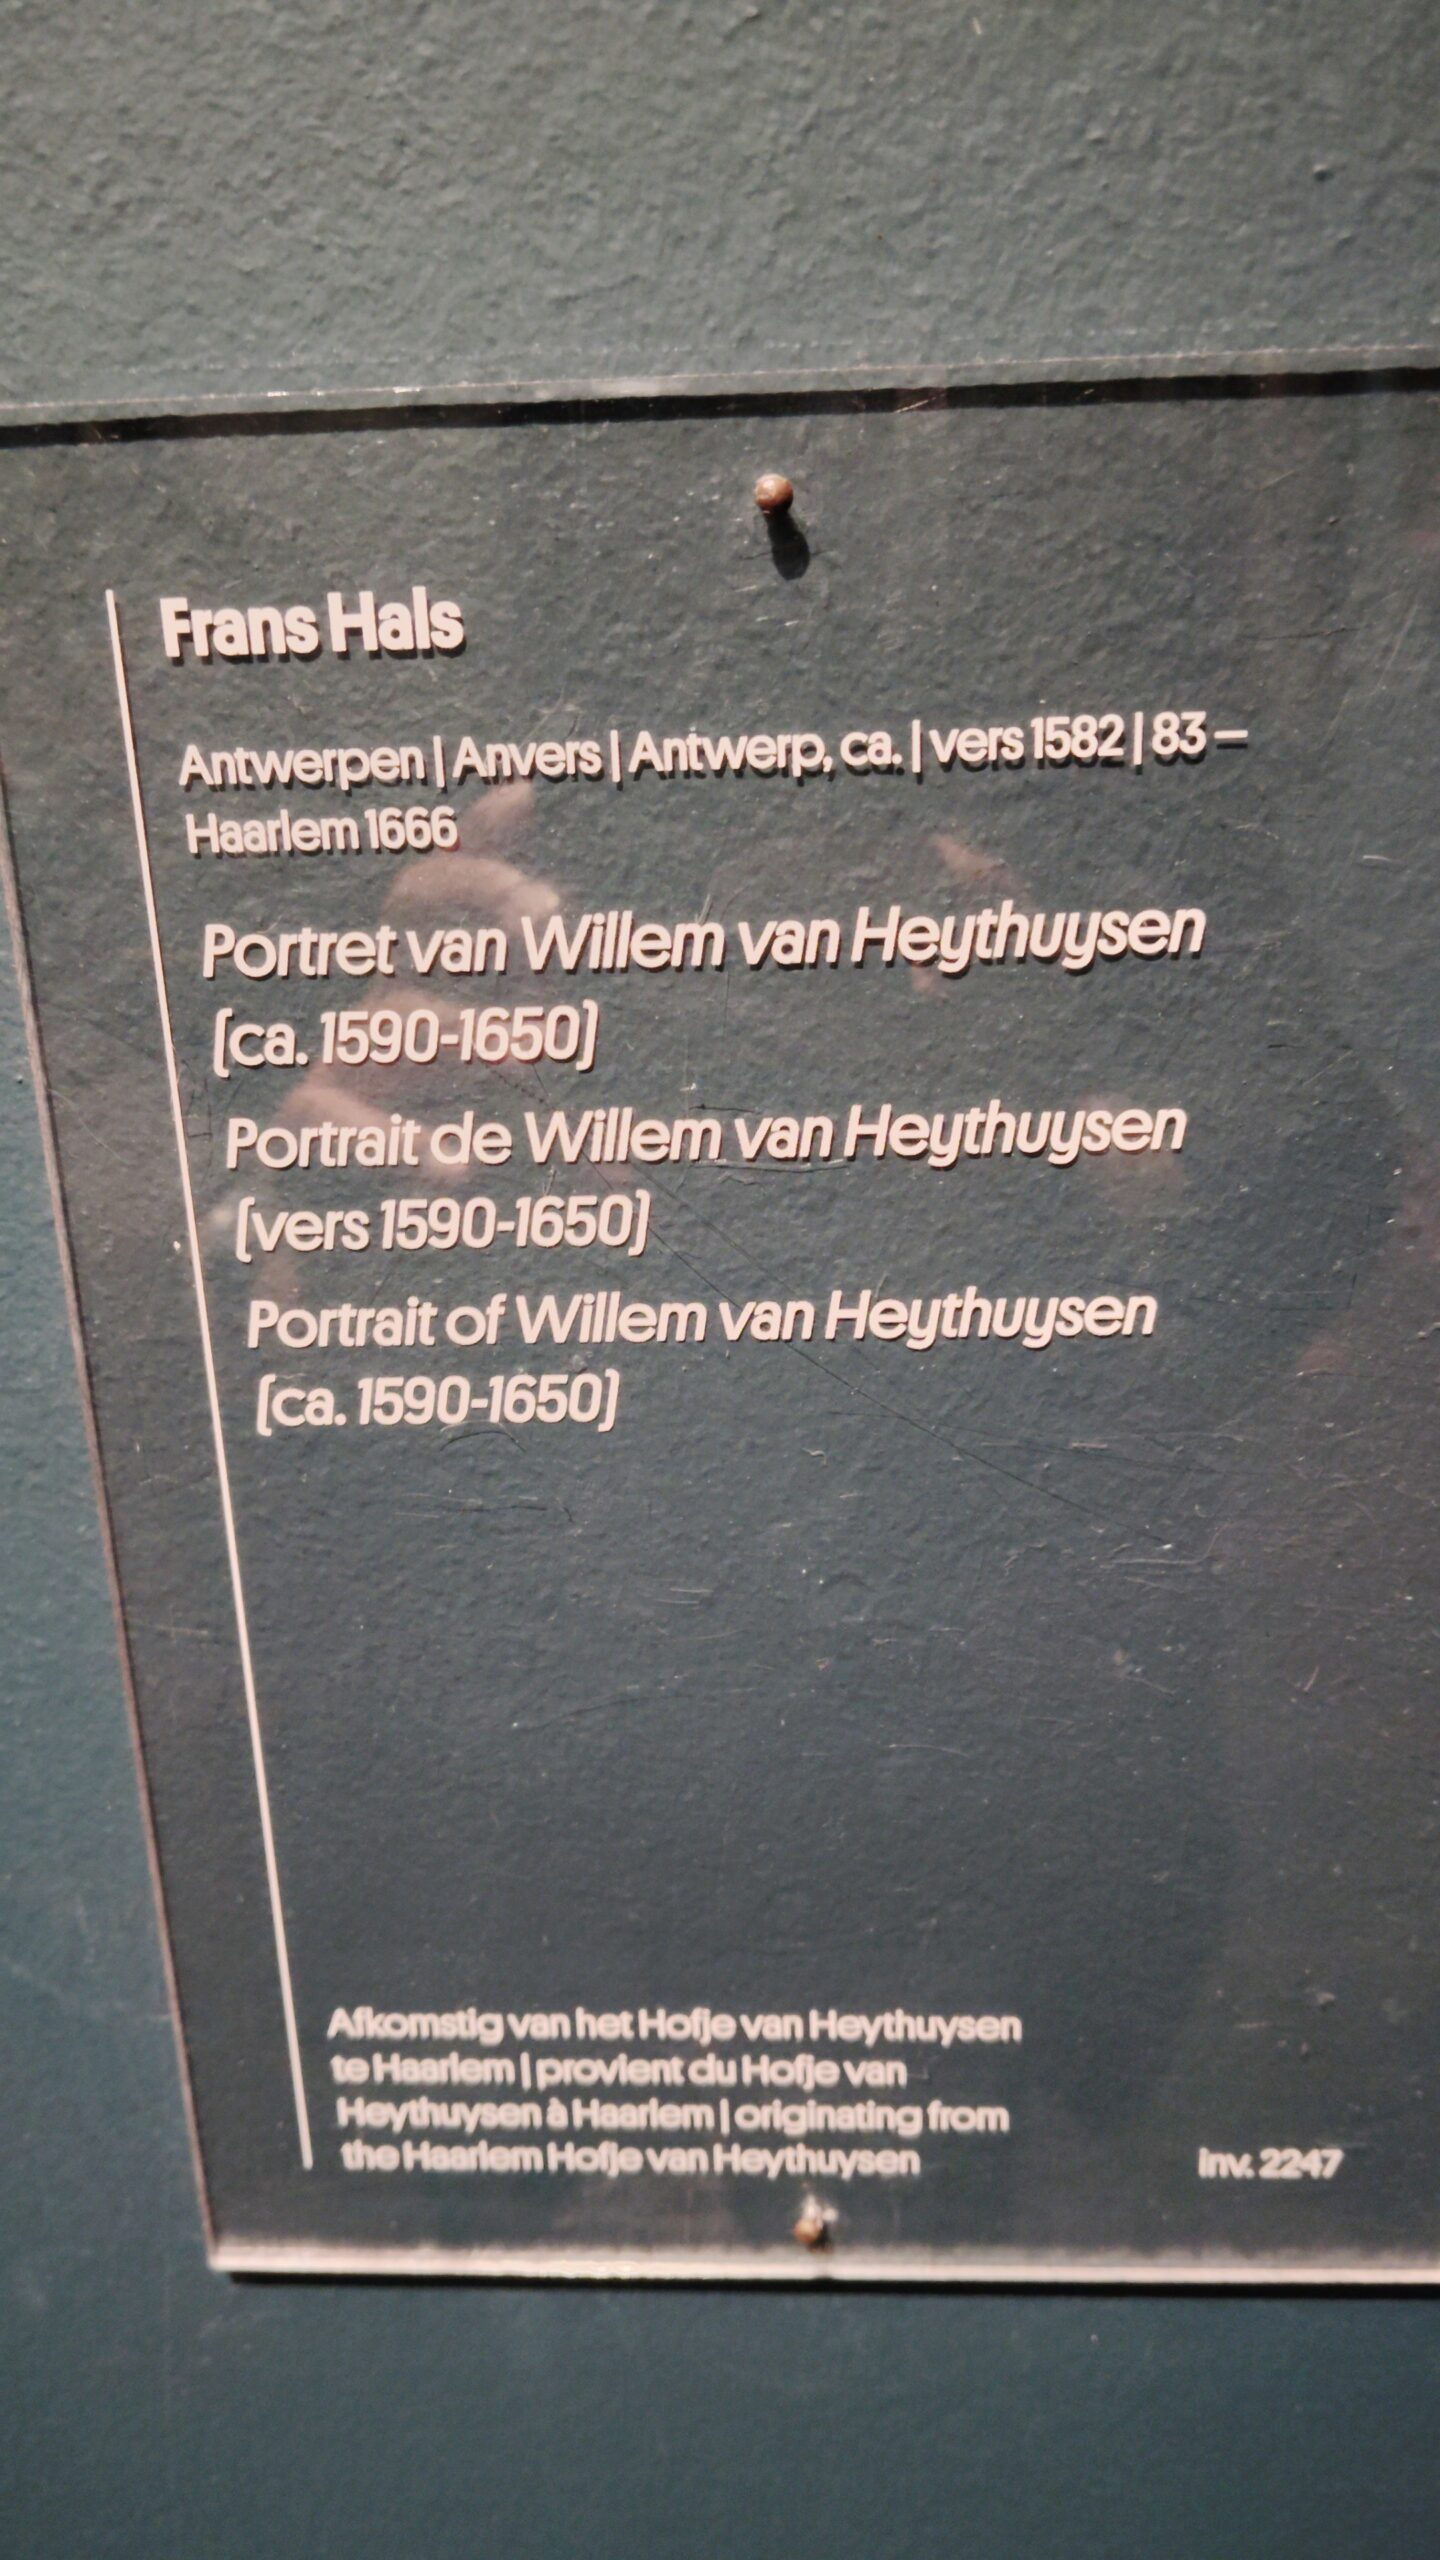 Frans Hals
Antwerpen | Anvers | Antwerp, ca. | vers 1582 | 83 –
Haarlem 1666
Portret van Willem van Heythuysen
(ca. 1590-1650)
Portrait de Willem van Heythuysen
(vers 1590-1650)
Portrait of Willem van Heythuysen
(ca. 1590-1650)
Afkomstig van het Hofje van Heythuysen
te Haarlem | provient du Hofje van
Heythuysen à Haarlem | originating from
the Haarlem Hofje van Heythuysen
inv. 2247